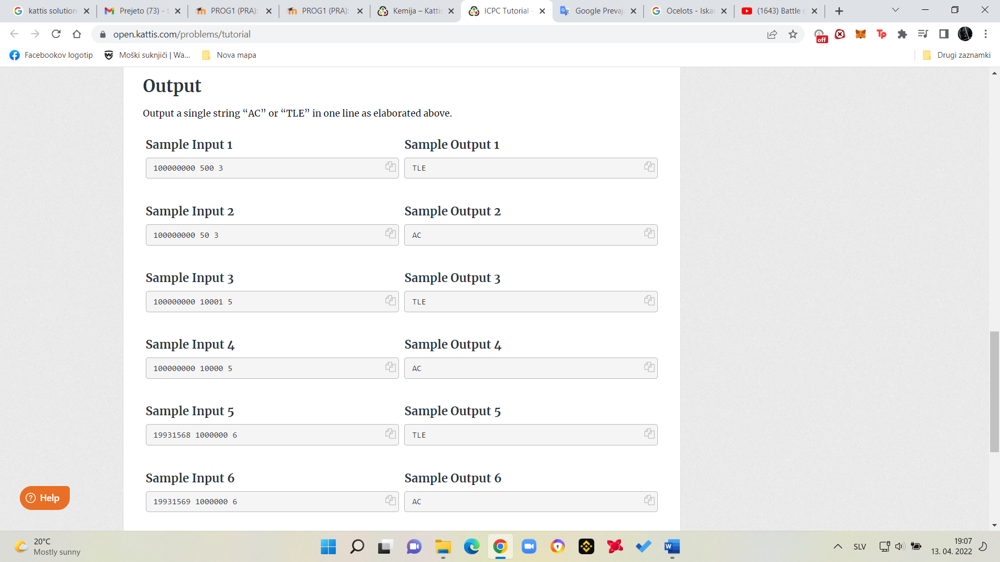 kattis solution
Prejeto (73) - t
PROG1 (PRA):
PROG1 (PRA):
Kemija – Kattis
ICPC Tutorial –
Google Prevaj
Ocelots - Iska
(1643) Battle
open.kattis.com/problems/tutorial
off
Tp
Facebookov logotip
Moški suknjiči | Wa...
Nova mapa
Drugi zaznamki
Output
Output a single string “AC” or “TLE” in one line as elaborated above.
Sample Input 1
Sample Output 1
100000000 500 3
TLE
Sample Input 2
Sample Output 2
100000000 50 3
AC
Sample Input 3
Sample Output 3
100000000 10001 5
TLE
Sample Input 4
Sample Output 4
100000000 10000 5
AC
Sample Input 5
Sample Output 5
19931568 1000000 6
TLE
Sample Input 6
Sample Output 6
19931569 1000000 6
AC
Help
20°C
Mostly sunny
SLV
19:07
13. 04. 2022